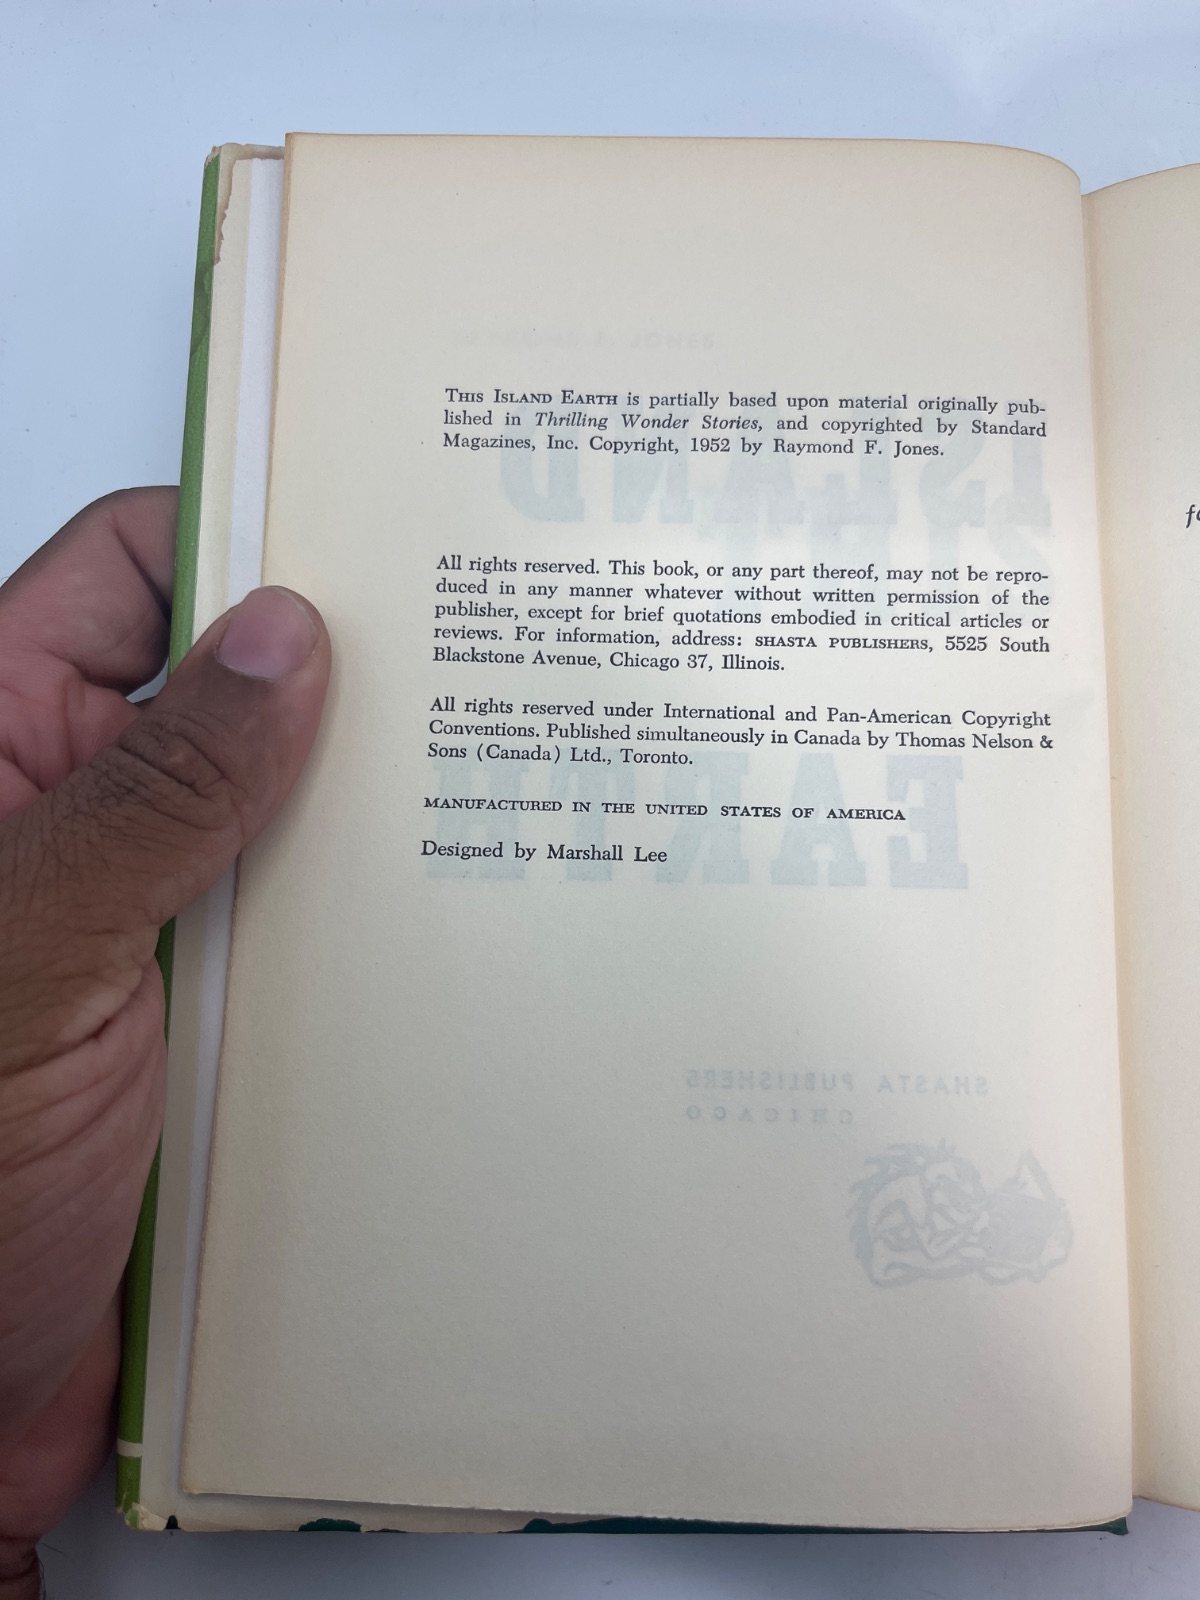 THIS ISLAND EARTH is partially based upon material originally pub-
lished in Thrilling Wonder Stories, and copyrighted by Standard
Magazines, Inc. Copyright, 1952 by Raymond F. Jones.
All rights reserved. This book, or any part thereof, may not be repro-
duced in any manner whatever without written permission of the
publisher, except for brief quotations embodied in critical articles or
reviews. For information, address: SHASTA PUBLISHERS, 5525 South
Blackstone Avenue, Chicago 37, Illinois.
All rights reserved under International and Pan-American Copyright
Conventions. Published simultaneously in Canada by Thomas Nelson &
Sons (Canada) Ltd., Toronto.
MANUFACTURED IN THE UNITED STATES OF AMERICA
Designed by Marshall Lee
ISLAND
EARTH
SHASTA PUBLISHERS
CHICAGO